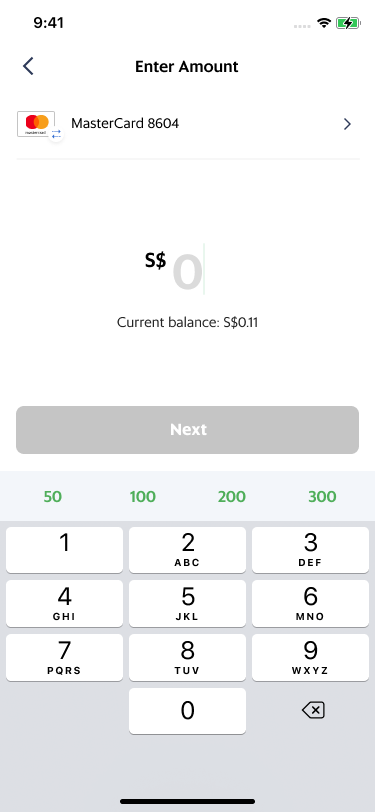 9:41
Enter Amount
mastercard
MasterCard 8604
S$ 0
Current balance: S$0.11
Next
50 100 200 300
1 2 3
ABC DEF
4 5 6
GHI JKL MNO
7 8 9
PQRS TUV WXYZ
0